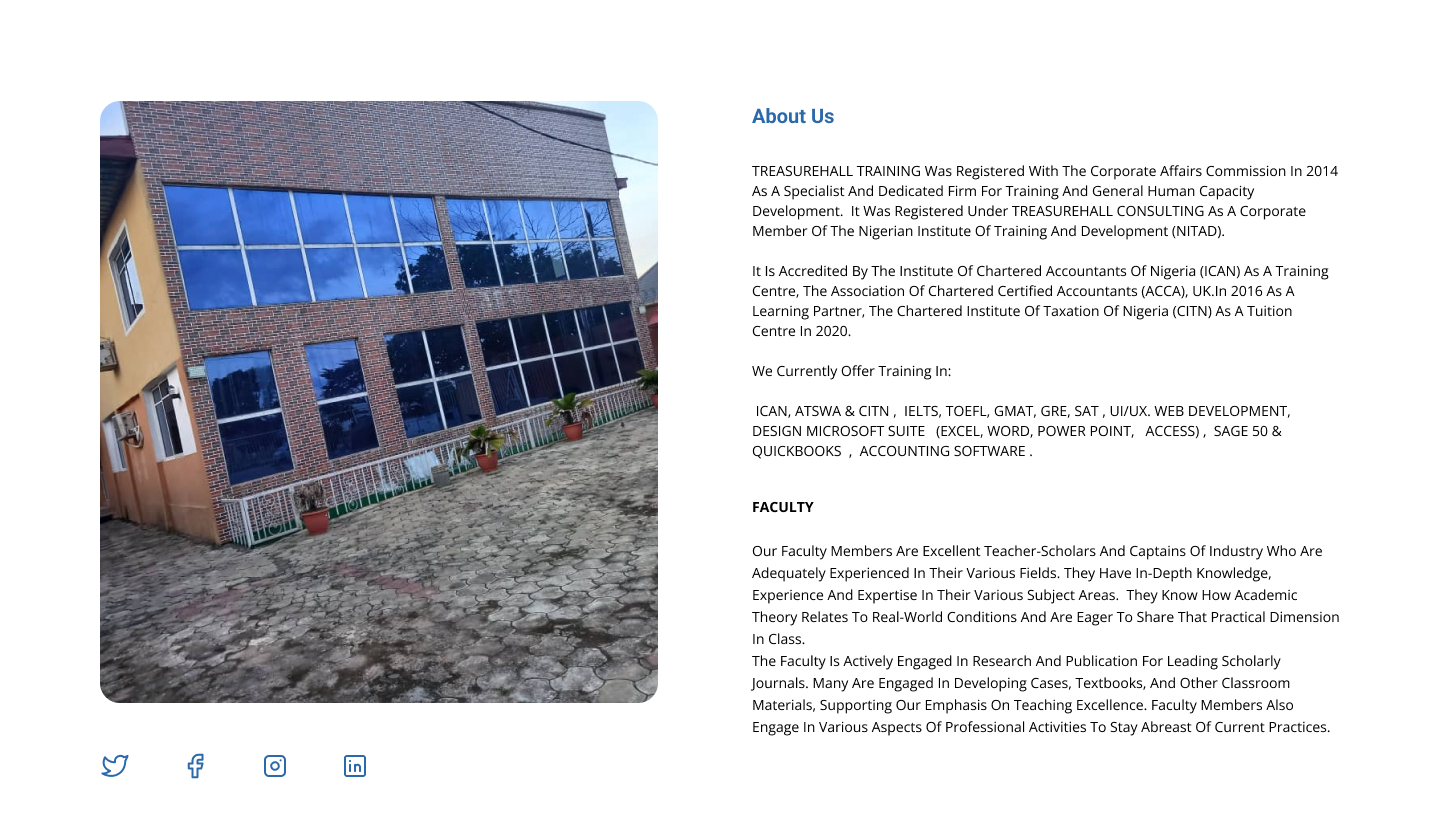 About Us
TREASUREHALL TRAINING Was Registered With The Corporate Affairs Commission In 2014
As A Specialist And Dedicated Firm For Training And General Human Capacity
Development.  It Was Registered Under TREASUREHALL CONSULTING As A Corporate
Member Of The Nigerian Institute Of Training And Development (NITAD).
It Is Accredited By The Institute Of Chartered Accountants Of Nigeria (ICAN) As A Training
Centre, The Association Of Chartered Certified Accountants (ACCA), UK.In 2016 As A
Learning Partner, The Chartered Institute Of Taxation Of Nigeria (CITN) As A Tuition
Centre In 2020.
We Currently Offer Training In:
ICAN, ATSWA & CITN ,  IELTS, TOEFL, GMAT, GRE, SAT , UI/UX. WEB DEVELOPMENT,
DESIGN MICROSOFT SUITE   (EXCEL, WORD, POWER POINT,   ACCESS) ,  SAGE 50 &
QUICKBOOKS  ,  ACCOUNTING SOFTWARE .
FACULTY
Our Faculty Members Are Excellent Teacher-Scholars And Captains Of Industry Who Are
Adequately Experienced In Their Various Fields. They Have In-Depth Knowledge,
Experience And Expertise In Their Various Subject Areas.  They Know How Academic
Theory Relates To Real-World Conditions And Are Eager To Share That Practical Dimension
In Class.
The Faculty Is Actively Engaged In Research And Publication For Leading Scholarly
Journals. Many Are Engaged In Developing Cases, Textbooks, And Other Classroom
Materials, Supporting Our Emphasis On Teaching Excellence. Faculty Members Also
Engage In Various Aspects Of Professional Activities To Stay Abreast Of Current Practices.